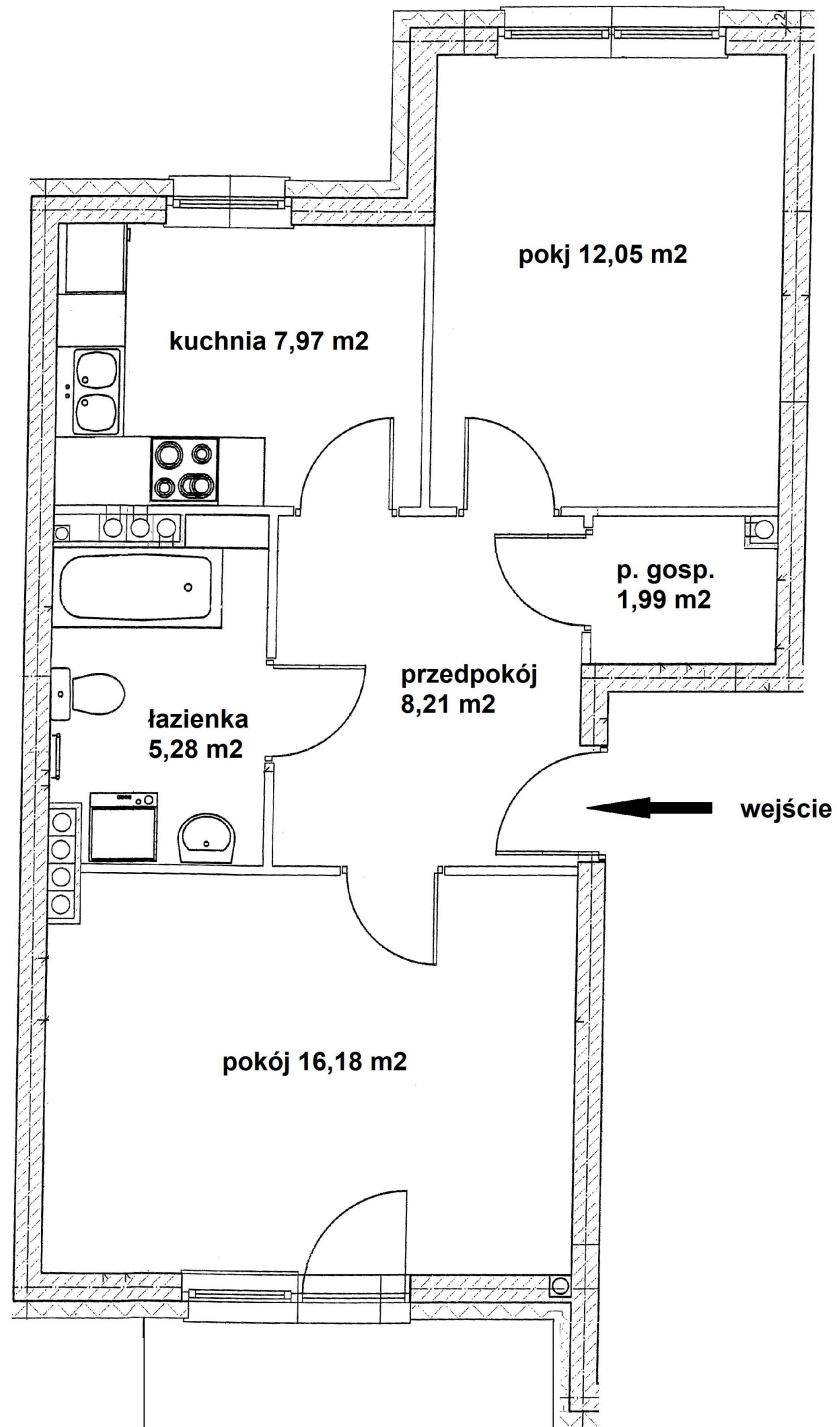 2
pokj 12,05 m2
kuchnia 7,97 m2
p. gosp.
1,99 m2
przedpokój
8,21 m2
łazienka
5,28 m2
wejście
pokój 16,18 m2